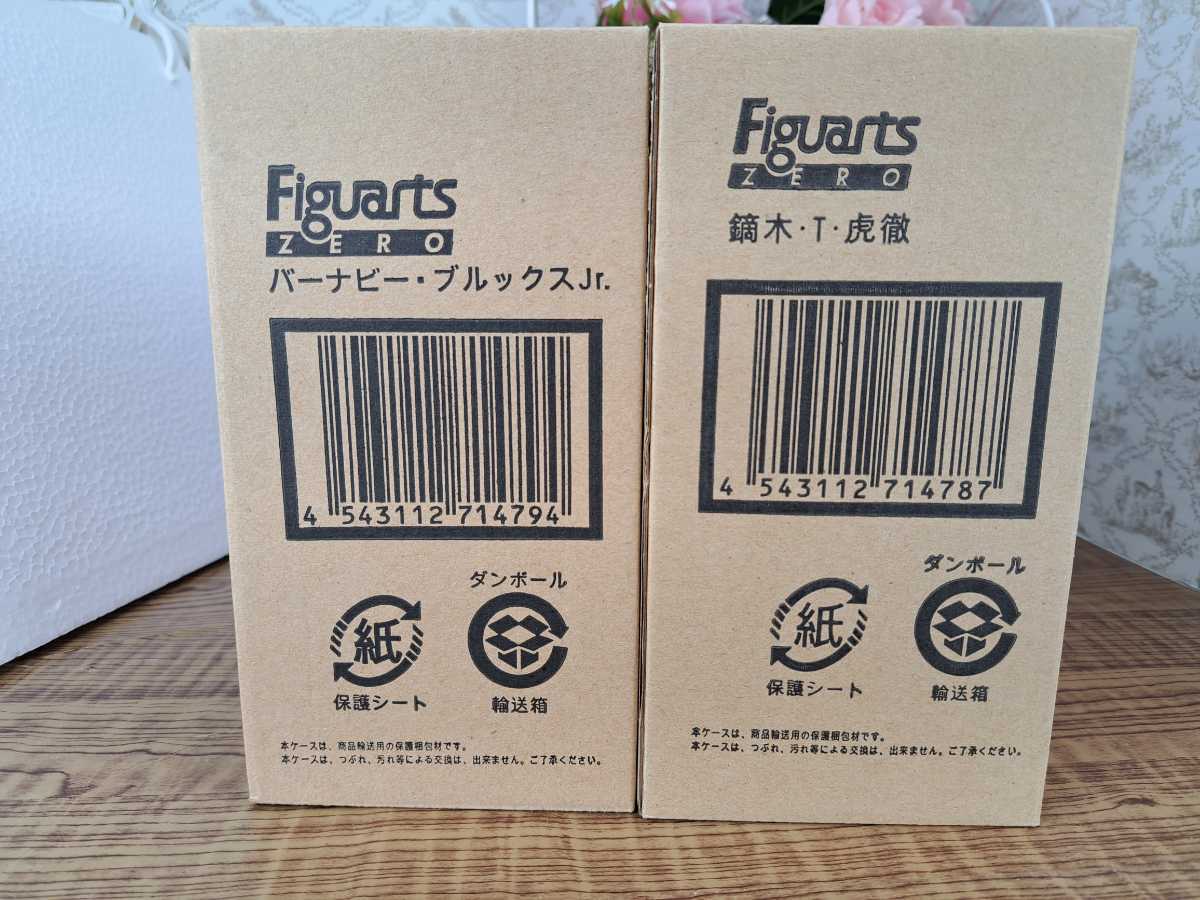 Figuarts
ZERO
バーナビー・ブルックスJr.
4 543112 714794
ダンボール
紙
保護シート
輸送箱
本ケースは、商品輸送用の保護梱包材です。
本ケースは、つぶれ、汚れ等による交換は、出来ません。ご了承ください。
Figuarts
ZERO
鏑木・T・虎徹
4 543112 714787
ダンボール
紙
保護シート
輸送箱
本ケースは、商品輸送用の保護梱包材です。
本ケースは、つぶれ、汚れ等による交換は、出来ません。ご了承ください。